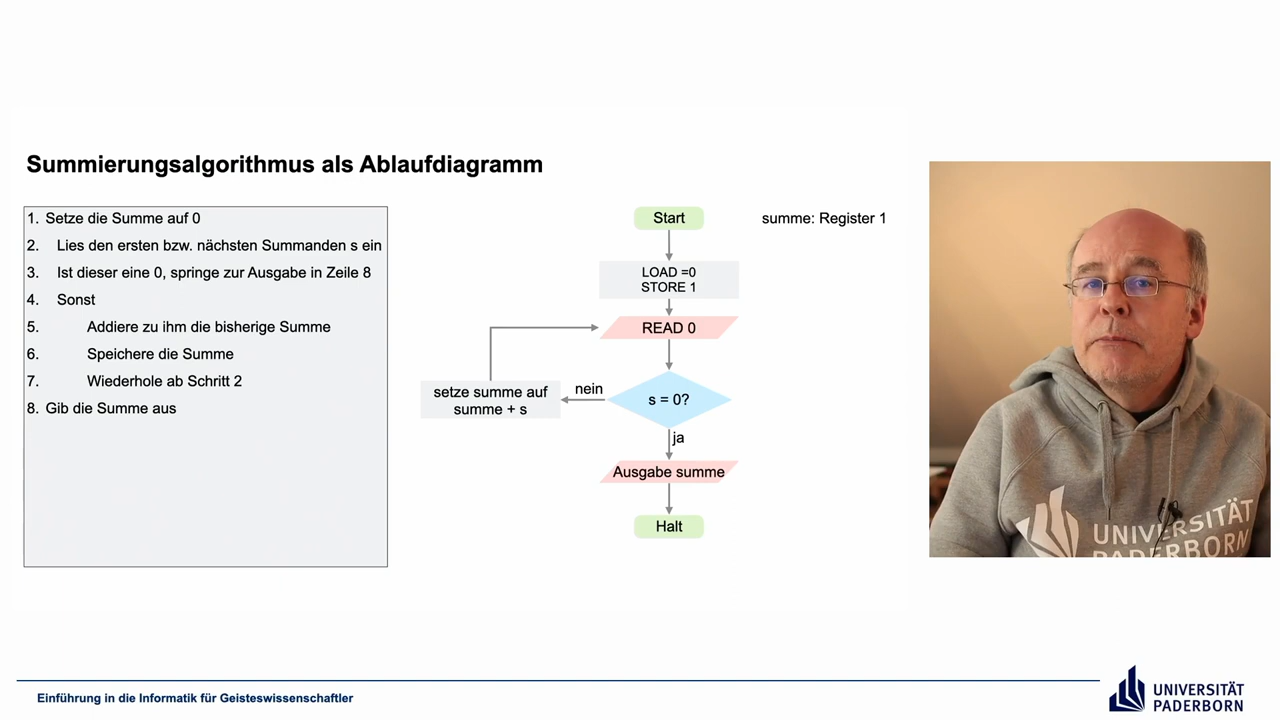 Summierungsalgorithmus als Ablaufdiagramm
1. Setze die Summe auf 0
2. Lies den ersten bzw. nächsten Summanden s ein
3. Ist dieser eine 0, springe zur Ausgabe in Zeile 8
4. Sonst
5. Addiere zu ihm die bisherige Summe
6. Speichere die Summe
7. Wiederhole ab Schritt 2
8. Gib die Summe aus
Start
summe: Register 1
LOAD =0
STORE 1
READ 0
setze summe auf
summe + s
nein
s = 0?
ja
Ausgabe summe
Halt
UNIVERSITÄT
PADERBORN
Einführung in die Informatik für Geisteswissenschaftler
UNIVERSITÄT
PADERBORN